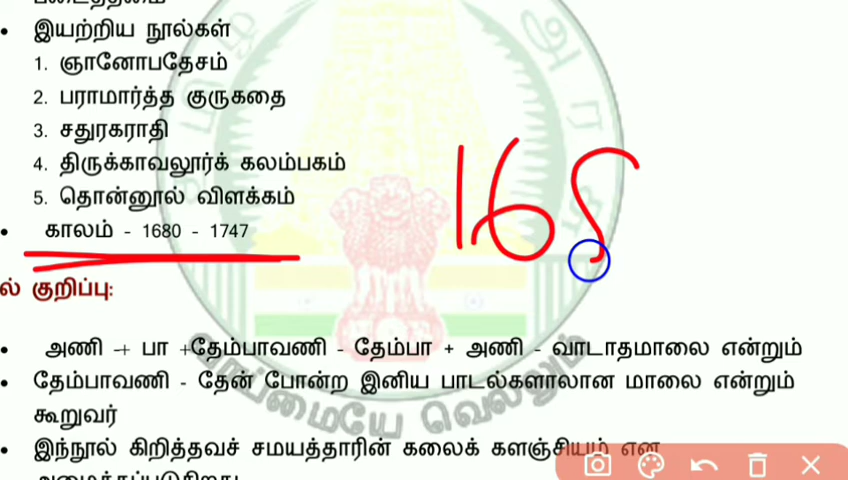 • இயற்றிய நூல்கள்
1. ஞானோபதேசம்
2. பராமார்த்த குருகதை
3. சதுரகராதி
4. திருக்காவலூர்க் கலம்பகம்
5. தொன்னூல் விளக்கம்
• காலம் - 1680 - 1747
168
ல் குறிப்பு:
• அணி + பா +தேம்பாவணி - தேம்பா + அணி - வாடாதமாலை என்றும்
• தேம்பாவணி - தேன் போன்ற இனிய பாடல்களாலான மாலை என்றும்
கூறுவர்
• இந்நூல் கிறித்தவச் சமயத்தாரின் கலைக் களஞ்சியம் என
வாய்மையே வெல்லும்